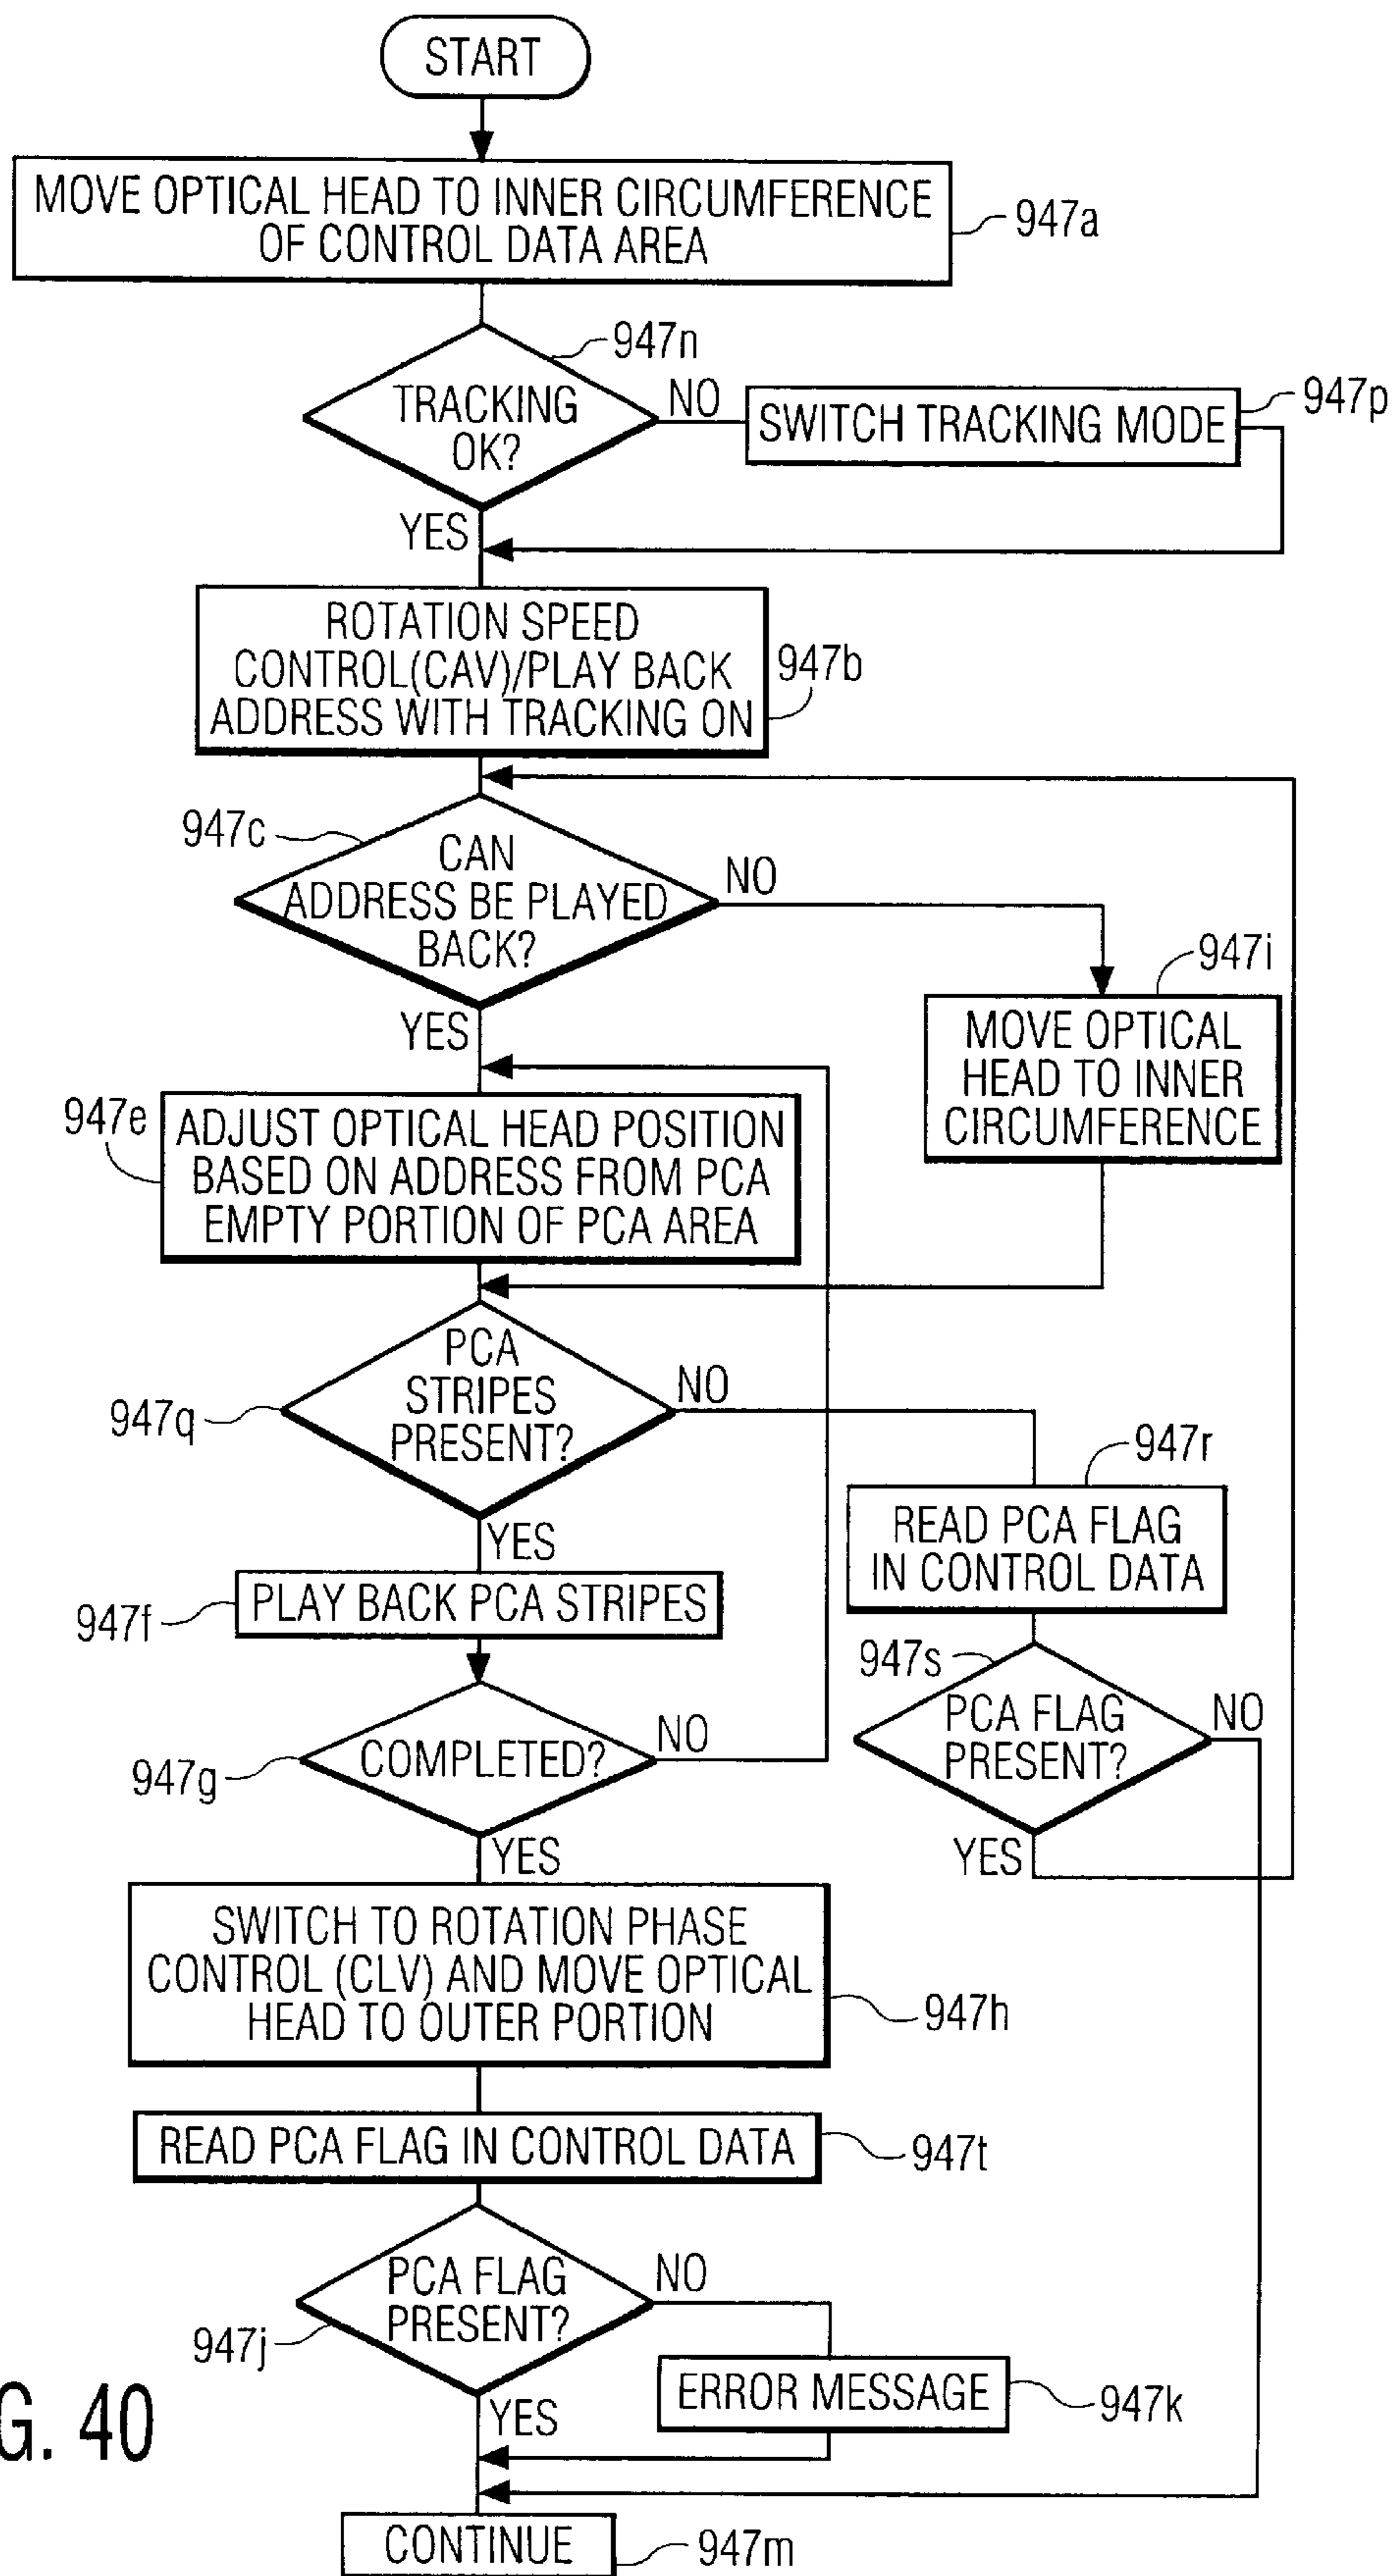 START
MOVE OPTICAL HEAD TO INNER CIRCUMFERENCE
OF CONTROL DATA AREA
947a
947n
TRACKING
OK?
NO
SWITCH TRACKING MODE
947p
YES
ROTATION SPEED
CONTROL(CAV)/PLAY BACK
ADDRESS WITH TRACKING ON
947b
947c
CAN
ADDRESS BE PLAYED
BACK?
NO
YES
947i
MOVE OPTICAL
HEAD TO INNER
CIRCUMFERENCE
947e
ADJUST OPTICAL HEAD POSITION
BASED ON ADDRESS FROM PCA
EMPTY PORTION OF PCA AREA
PCA
STRIPES
PRESENT?
NO
947q
YES
947r
READ PCA FLAG
IN CONTROL DATA
PLAY BACK PCA STRIPES
947f
947s
PCA FLAG
PRESENT?
NO
YES
COMPLETED?
NO
947g
YES
SWITCH TO ROTATION PHASE
CONTROL (CLV) AND MOVE OPTICAL
HEAD TO OUTER PORTION
947h
READ PCA FLAG IN CONTROL DATA
947t
PCA FLAG
PRESENT?
NO
947j
YES
ERROR MESSAGE
947k
G. 40
CONTINUE
947m